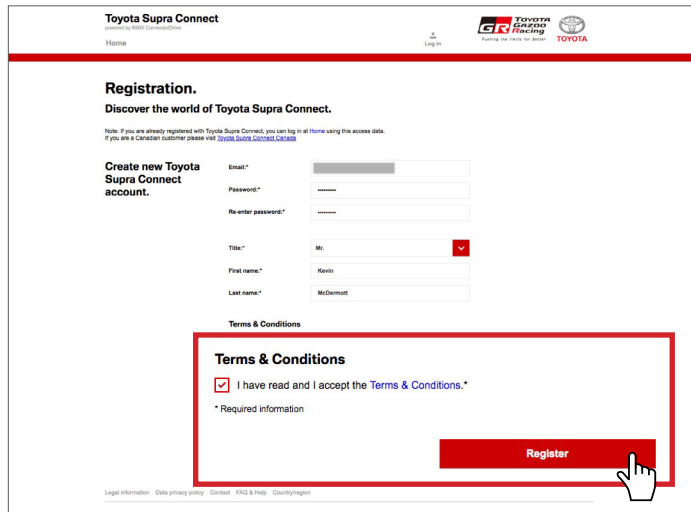 Toyota Supra Connect
powered by BMW ConnectedDrive
Home
Log in
GR TOYOTA GAZOO Racing
Pushing the limits for better
TOYOTA
Registration.
Discover the world of Toyota Supra Connect.
Note: If you are already registered with Toyota Supra Connect, you can log in at Home using this access data.
If you are a Canadian customer please visit Toyota Supra Connect Canada
Create new Toyota
Supra Connect
account.
Email:*
Password:*
•••••••••
Re-enter password:*
•••••••••
Title:*
Mr.
First name:*
Kevin
Last name:*
McDermott
Terms & Conditions
Terms & Conditions
I have read and I accept the Terms & Conditions.*
* Required information
Register
Legal information Data privacy policy Contact FAQ & Help Country/region